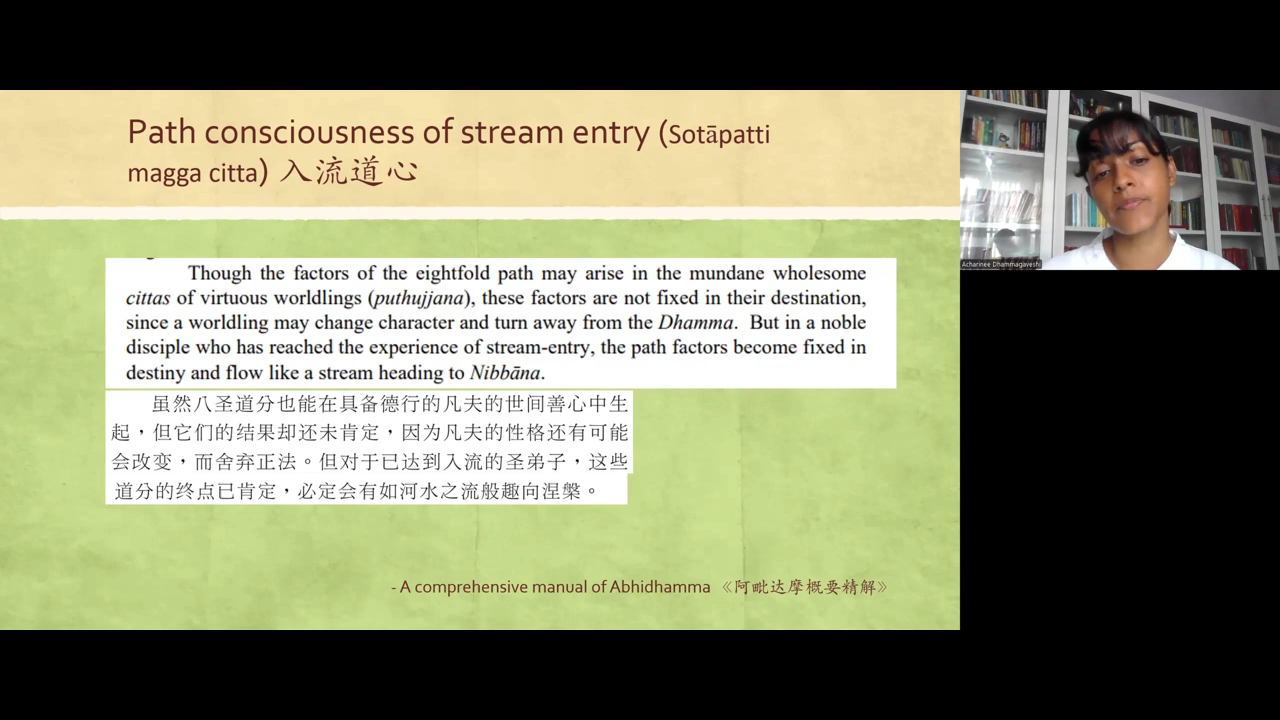 Path consciousness of stream entry (Sotāpatti
magga citta) 入流道心
Though the factors of the eightfold path may arise in the mundane wholesome
cittas of virtuous worldlings (puthujjana), these factors are not fixed in their destination,
since a worldling may change character and turn away from the Dhamma. But in a noble
disciple who has reached the experience of stream-entry, the path factors become fixed in
destiny and flow like a stream heading to Nibbāna.
虽然八圣道分也能在具备德行的凡夫的世间善心中生
起，但它们的结果却还未肯定，因为凡夫的性格还有可能
会改变，而舍弃正法。但对于已达到入流的圣弟子，这些
道分的终点已肯定，必定会有如河水之流般趣向涅槃。
- A comprehensive manual of Abhidhamma 《阿毗达摩概要精解》
Acharinee Dhammagaveshi